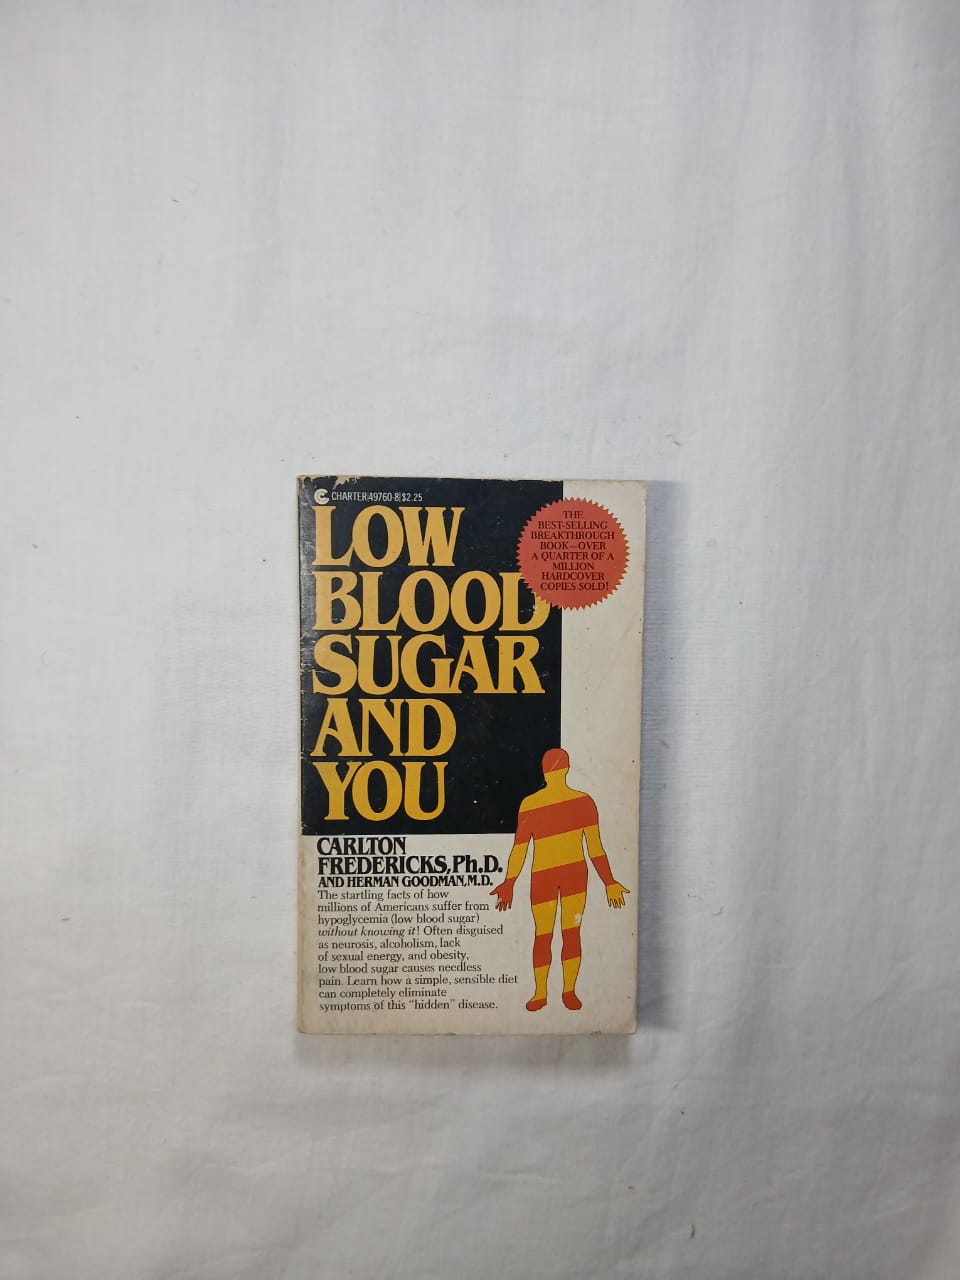 CHARTER|49760-8|$2.25
LOW
BLOOD
SUGAR
AND
YOU
THE
BEST-SELLING
BREAKTHROUGH
BOOK—OVER
A QUARTER OF A
MILLION
HARDCOVER
COPIES SOLD!
CARLTON
FREDERICKS, Ph.D.
AND HERMAN GOODMAN, M.D.
The startling facts of how
millions of Americans suffer from
hypoglycemia (low blood sugar)
without knowing it! Often disguised
as neurosis, alcoholism, lack
of sexual energy, and obesity,
low blood sugar causes needless
pain. Learn how a simple, sensible diet
can completely eliminate
symptoms of this "hidden" disease.